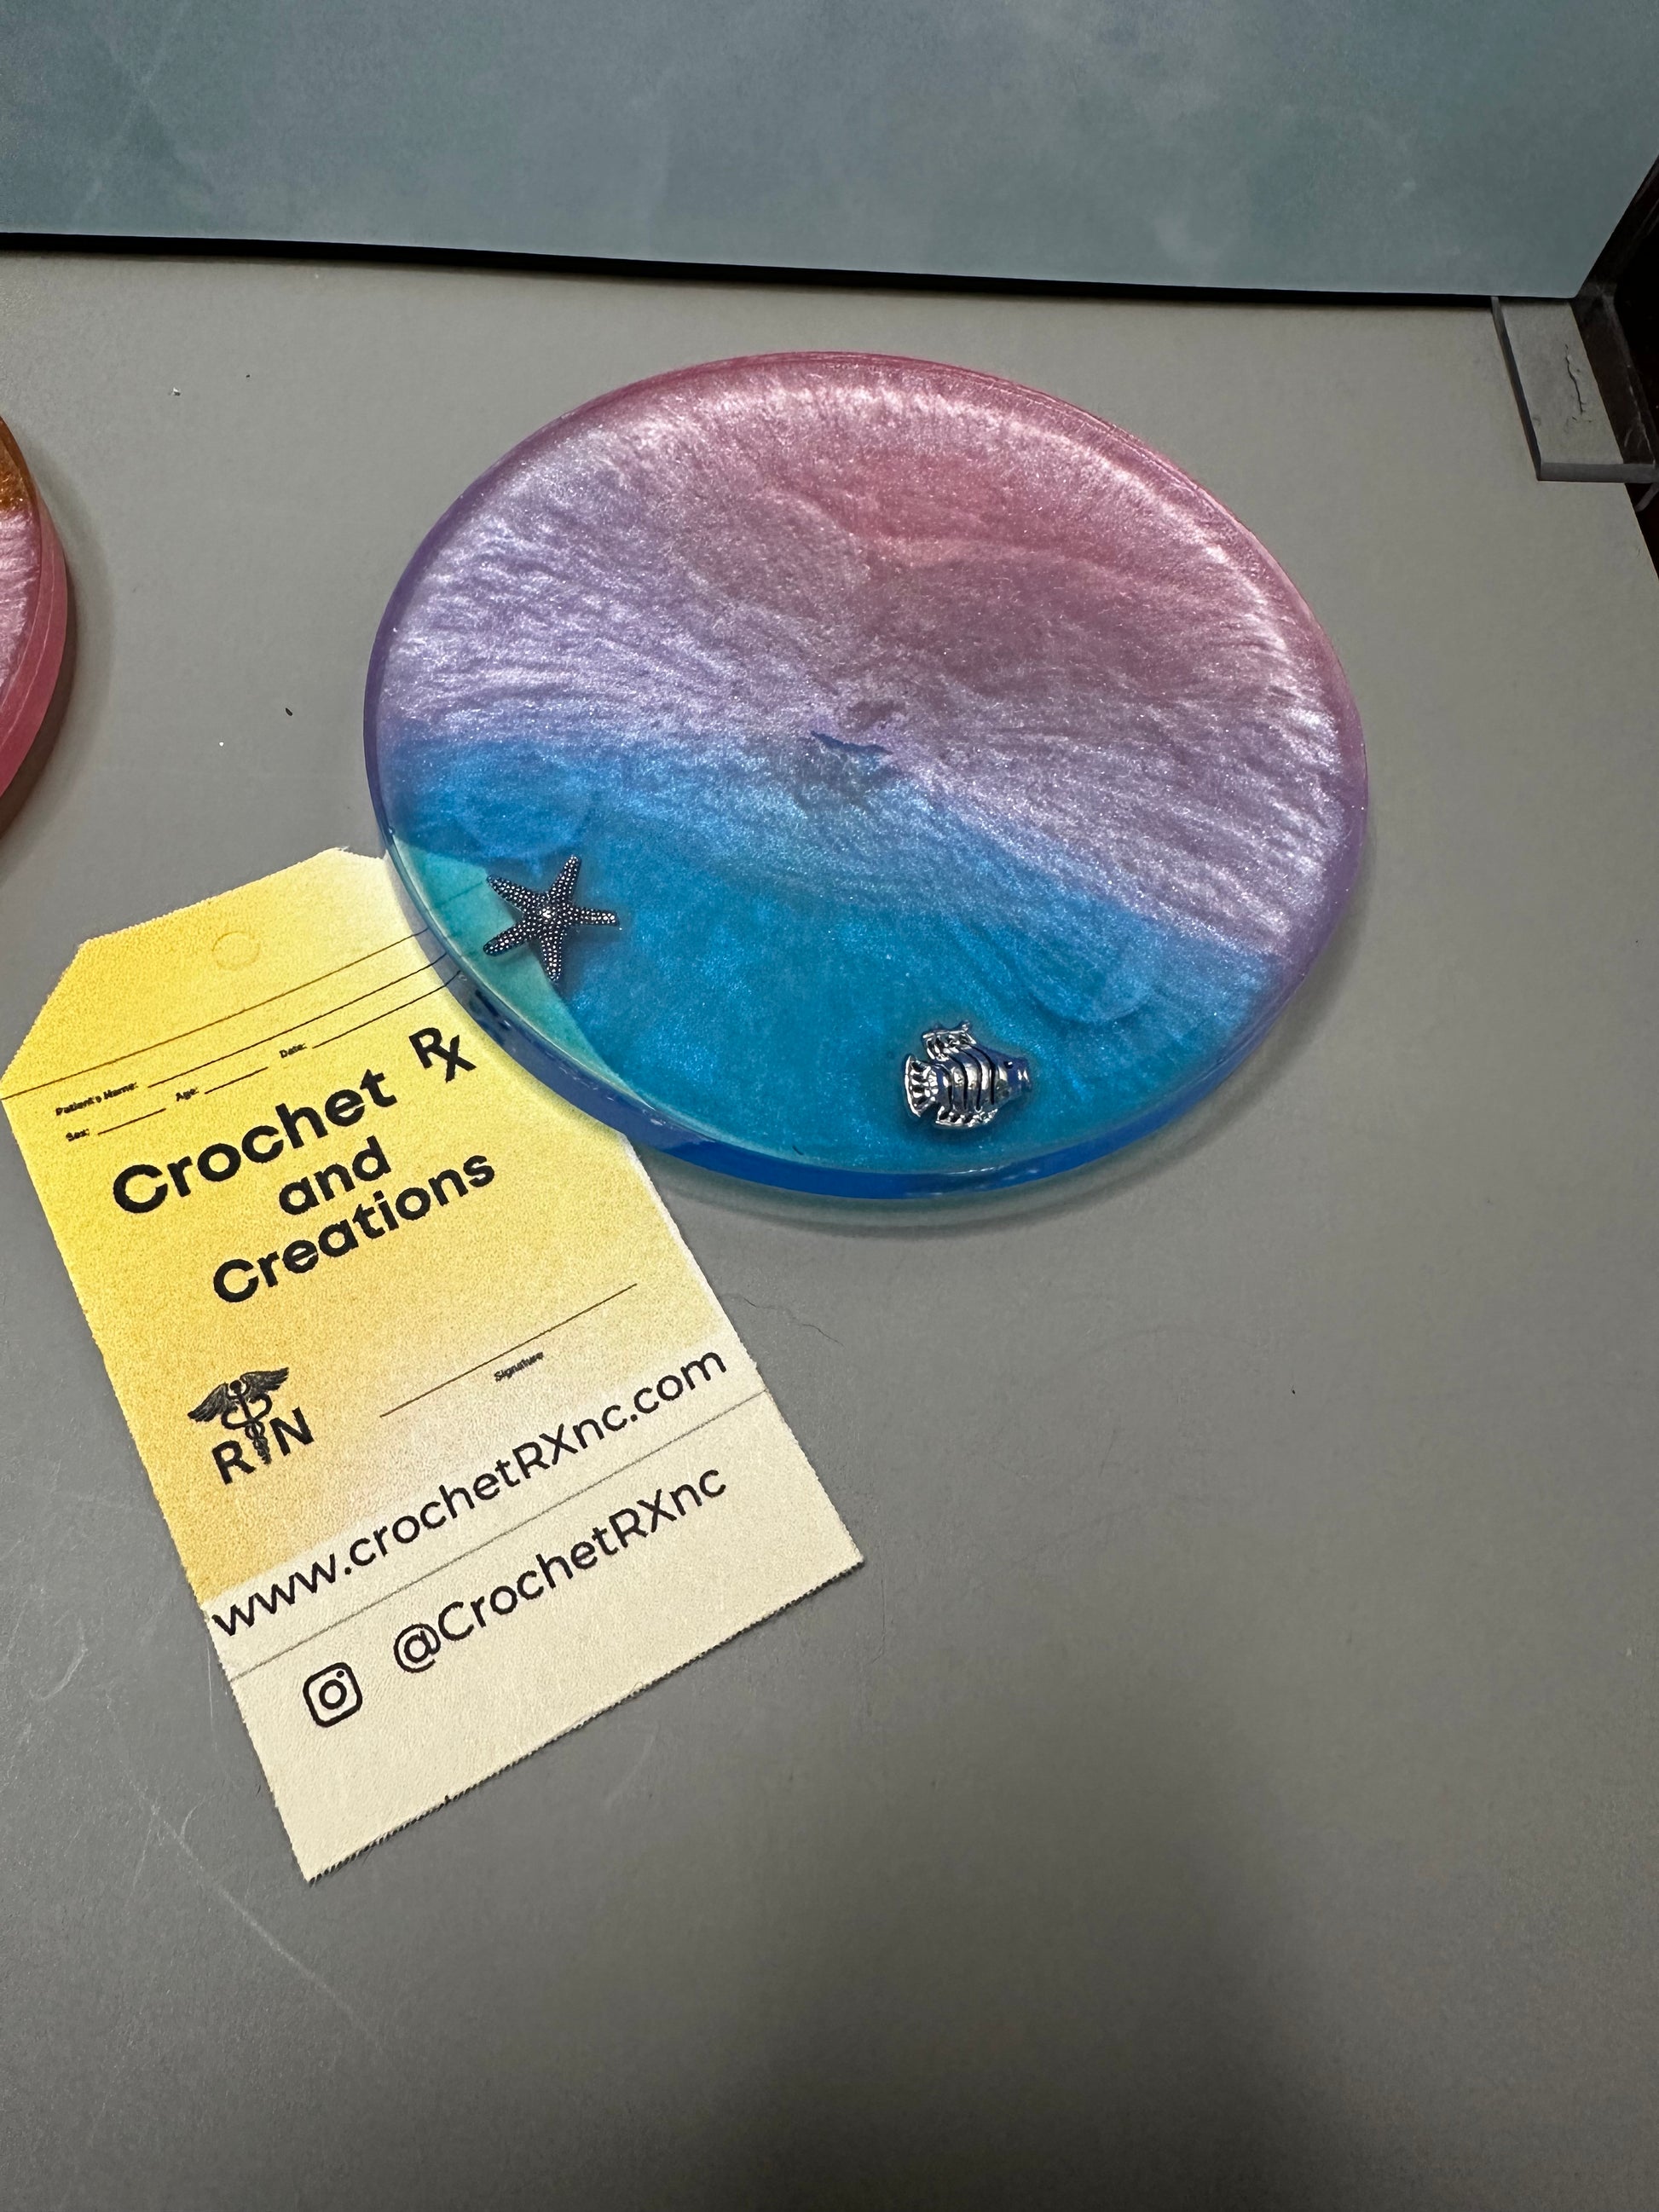 Patient's Name:
Age:
Date:
Sex:
Crochet Rx
and
Creations
Signature
RN
www.crochetRXnc.com
@CrochetRXnc